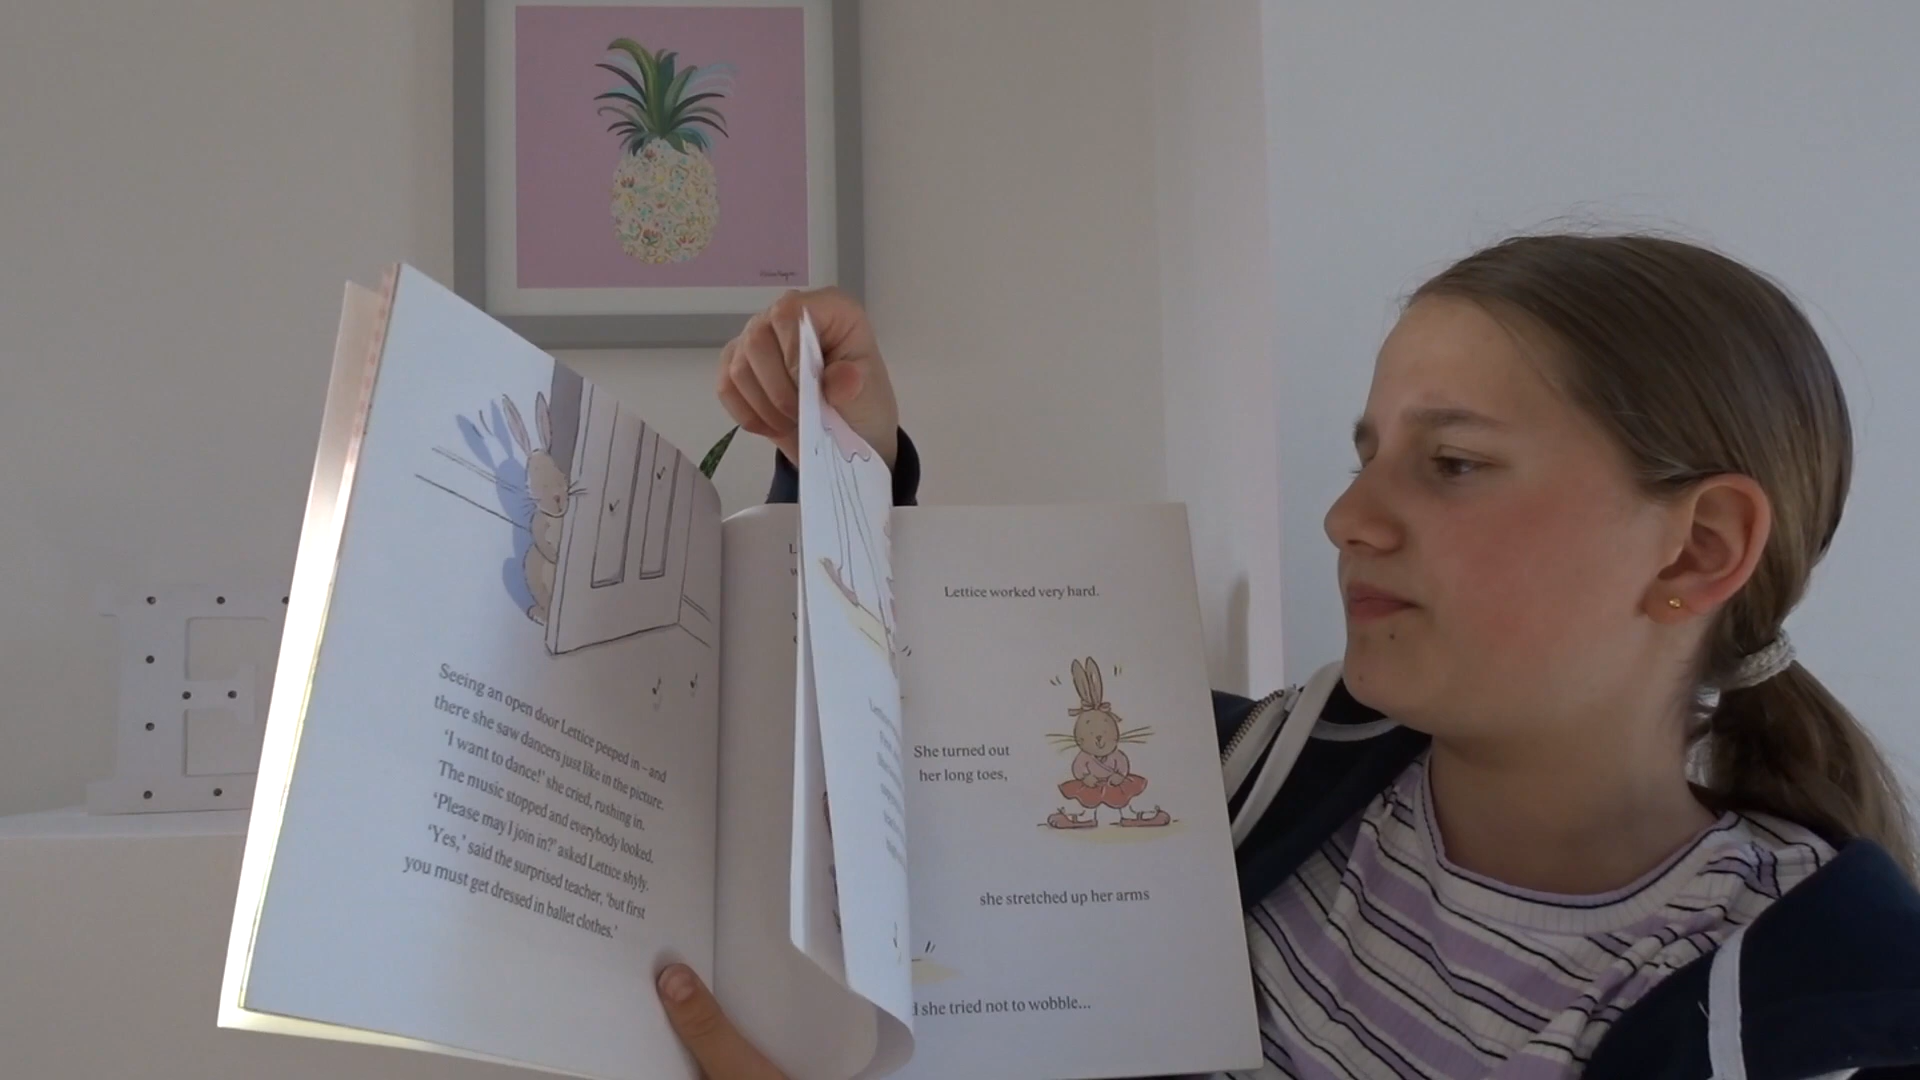 Seeing an open door Lettice peeped in – and
there she saw dancers just like in the picture.
'I want to dance!' she cried, rushing in.
The music stopped and everybody looked.
'Please may I join in?' asked Lettice shyly.
'Yes,' said the surprised teacher, 'but first
you must get dressed in ballet clothes.'
Lettice worked very hard.
She turned out
her long toes,
she stretched up her arms
she tried not to wobble...
E